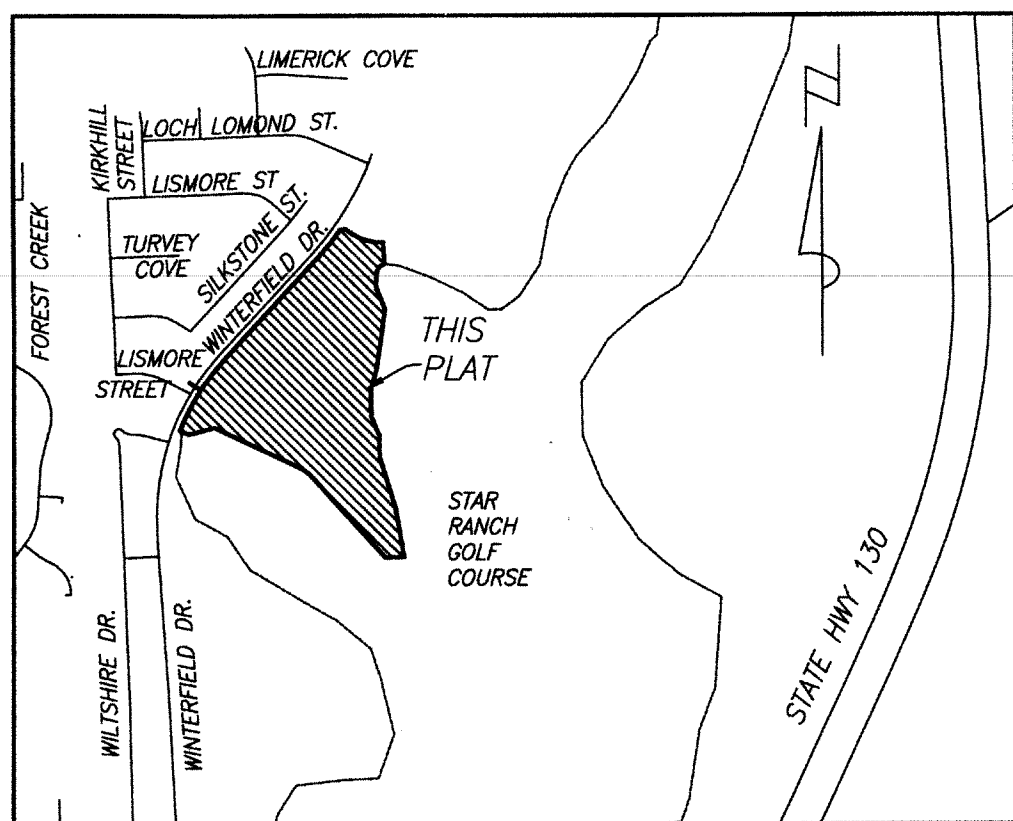 LIMERICK COVE
KIRKHILL
STREET
LOCH LOMOND ST.
LISMORE ST
SILKSTONE ST.
WINTERFIELD DR.
TURVEY
COVE
FOREST CREEK
LISMORE
STREET
THIS
PLAT
N
STAR
RANCH
GOLF
COURSE
STATE HWY 130
WILTSHIRE DR.
WINTERFIELD DR.